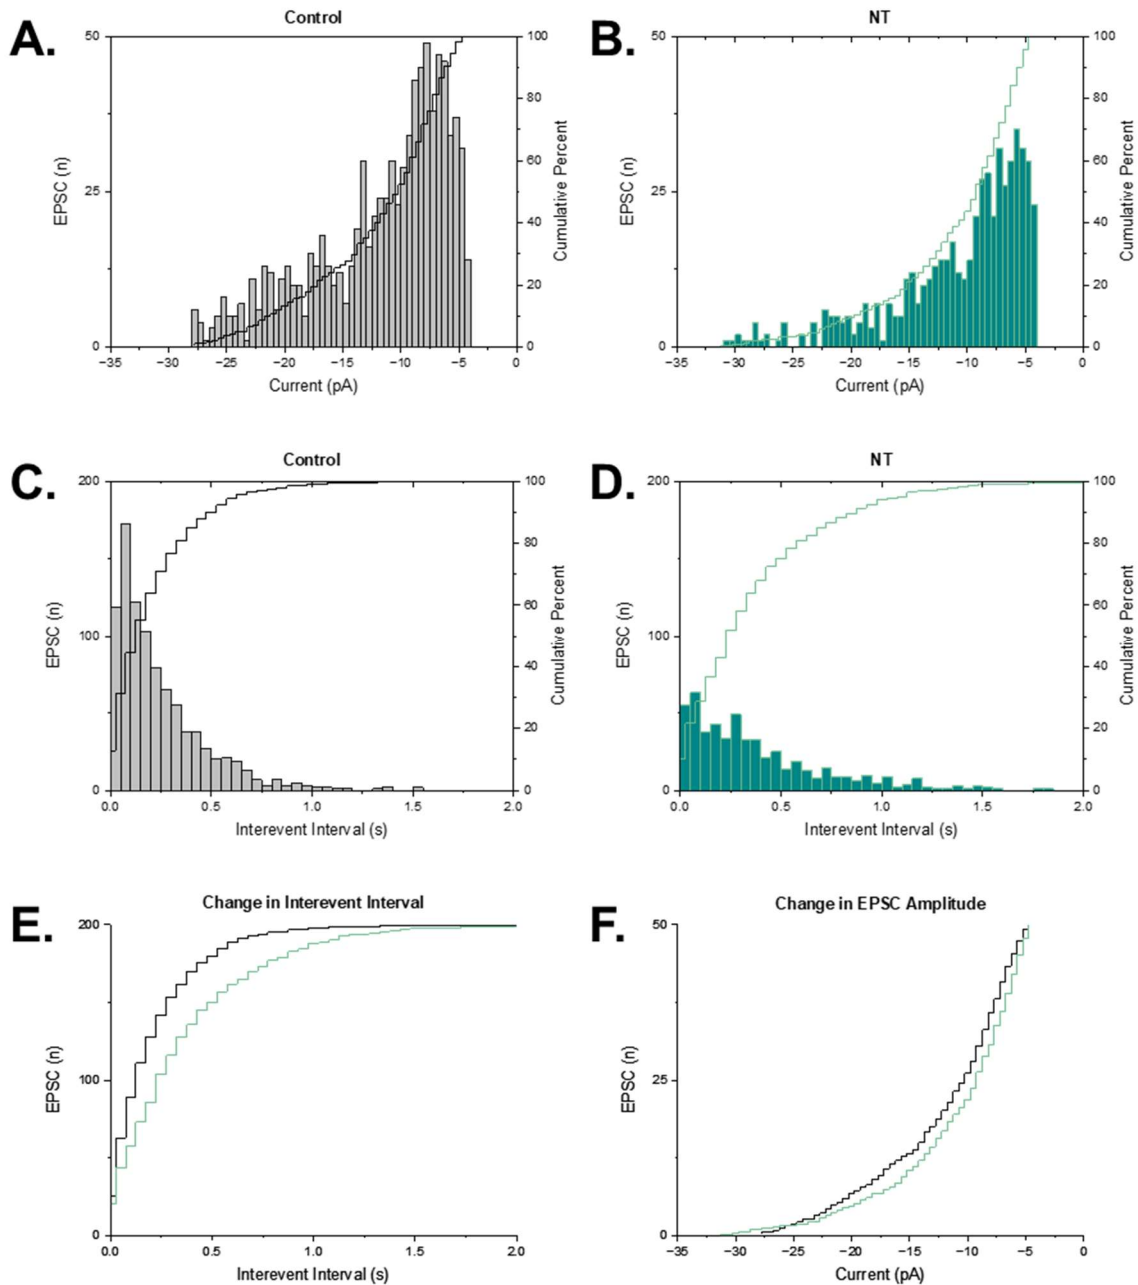 A.
Control
50
25
0
EPSC (n)
100
80
60
40
20
0
Cumulative Percent
−35 −30 −25 −20 −15 −10 −5 0
Current (pA)
B.
NT
50
25
0
EPSC (n)
100
80
60
40
20
0
Cumulative Percent
−35 −30 −25 −20 −15 −10 −5 0
Current (pA)
C.
Control
200
100
0
EPSC (n)
100
80
60
40
20
0
Cumulative Percent
0.0 0.5 1.0 1.5 2.0
Interevent Interval (s)
D.
NT
200
100
0
EPSC (n)
100
80
60
40
20
0
Cumulative Percent
0.0 0.5 1.0 1.5 2.0
Interevent Interval (s)
E.
Change in Interevent Interval
200
100
0
EPSC (n)
0.0 0.5 1.0 1.5 2.0
Interevent Interval (s)
F.
Change in EPSC Amplitude
50
25
0
EPSC (n)
−35 −30 −25 −20 −15 −10 −5 0
Current (pA)